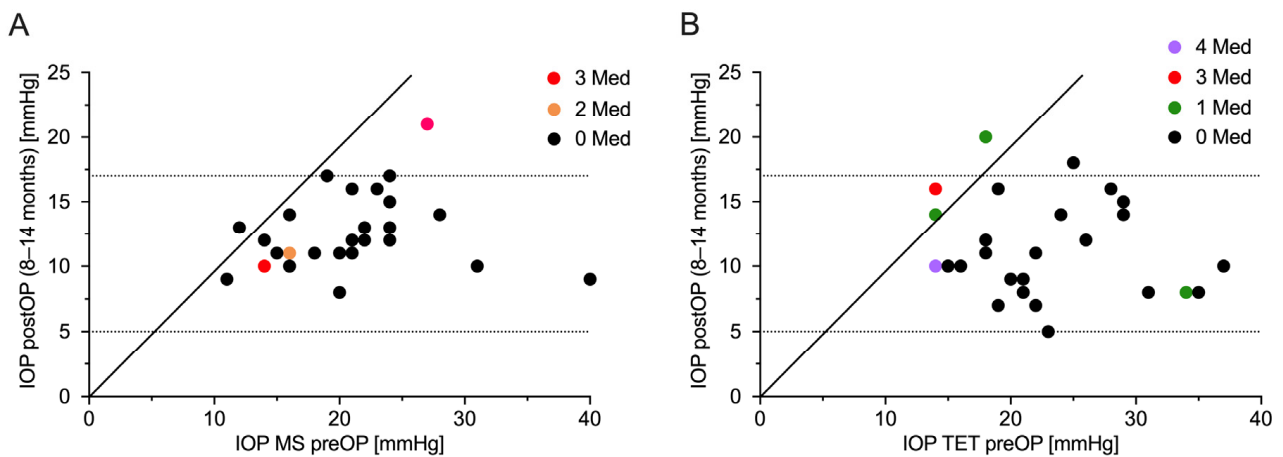 A
IOP postOP (8–14 months) [mmHg]
25
20
15
10
5
0
0
10
20
30
40
IOP MS preOP [mmHg]
3 Med
2 Med
0 Med
B
IOP postOP (8–14 months) [mmHg]
25
20
15
10
5
0
0
10
20
30
40
IOP TET preOP [mmHg]
4 Med
3 Med
1 Med
0 Med